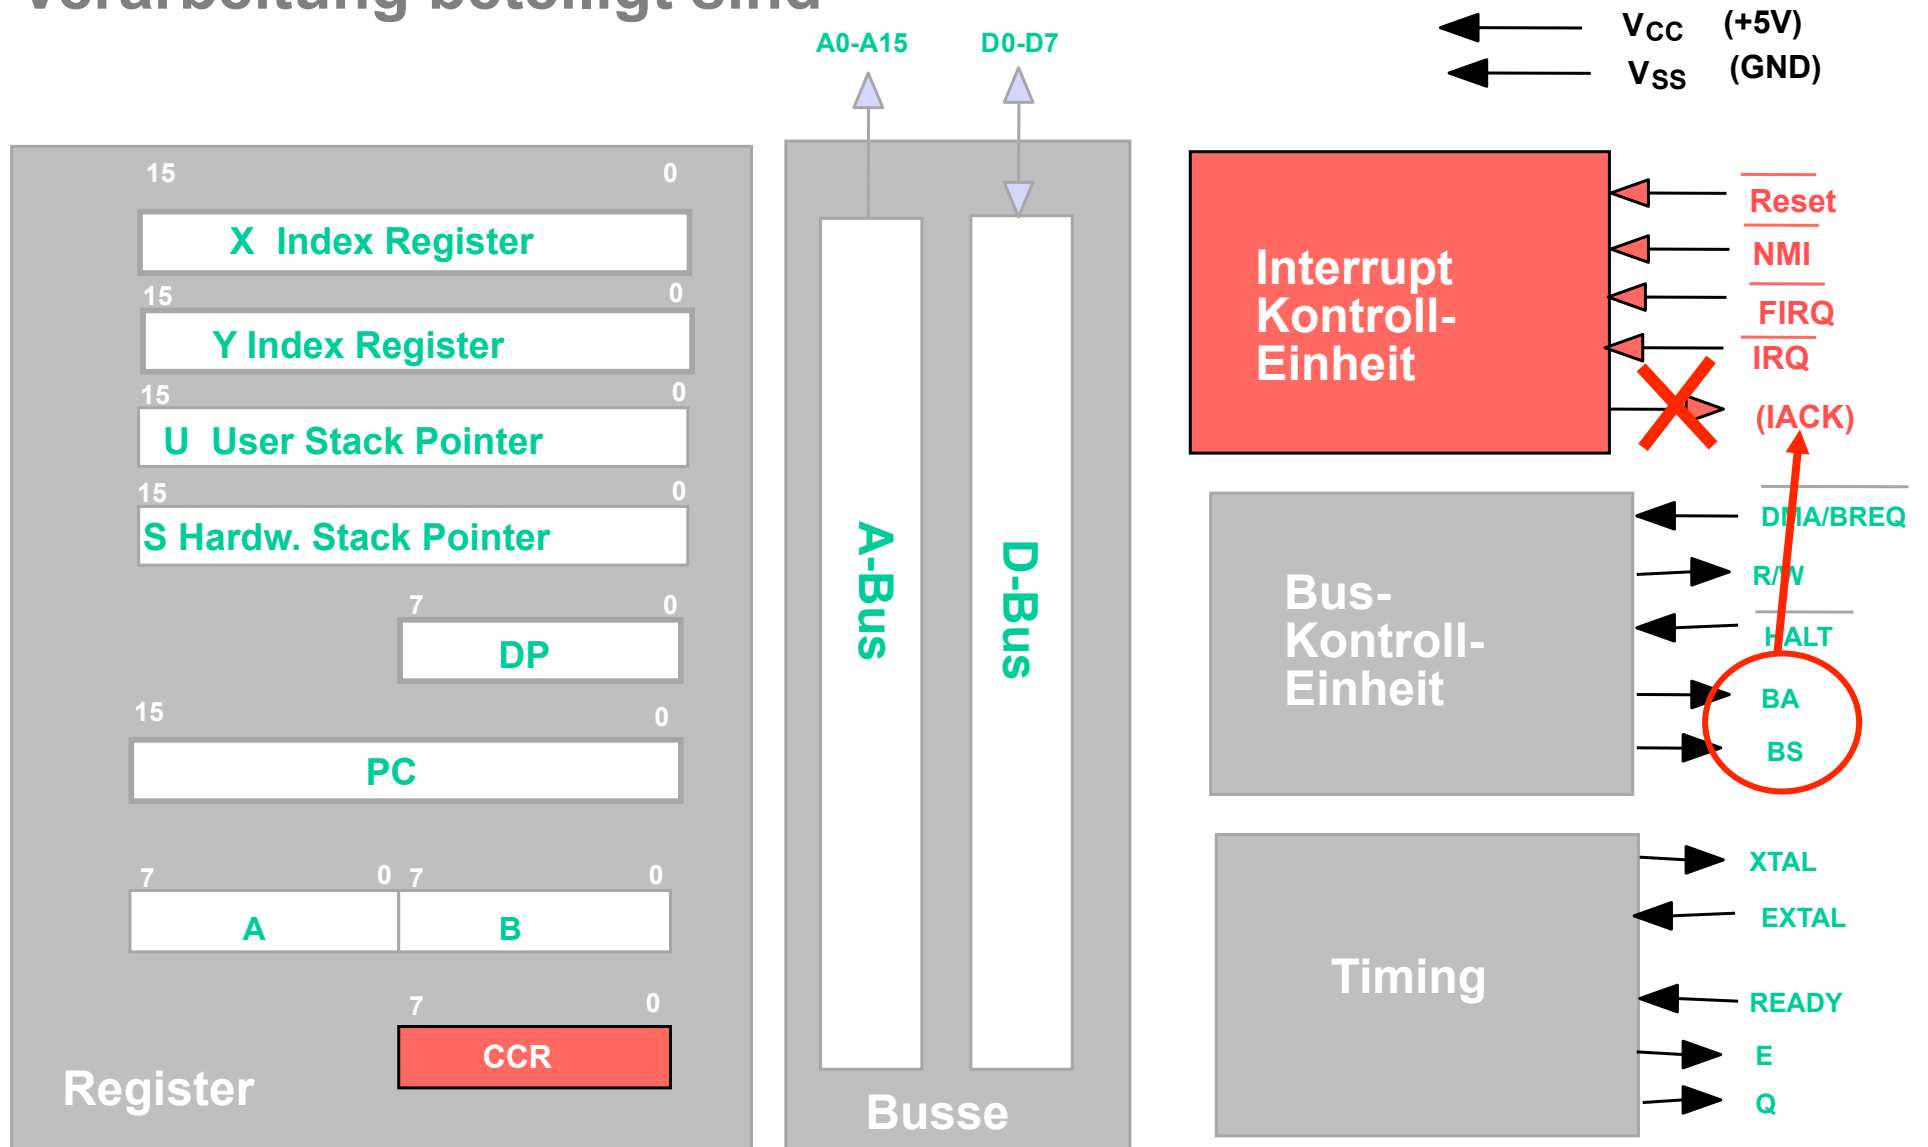 Verarbeitung beteiligt sind
VCC (+5V)
VSS (GND)
A0-A15
D0-D7
15 0
X Index Register
15 0
Y Index Register
15 0
U User Stack Pointer
15 0
S Hardw. Stack Pointer
7 0
DP
15 0
PC
7 0 7 0
A B
7 0
CCR
Register
A-Bus
D-Bus
Busse
Interrupt
Kontroll-
Einheit
Reset
NMI
FIRQ
IRQ
(IACK)
Bus-
Kontroll-
Einheit
DMA/BREQ
R/W
HALT
BA
BS
Timing
XTAL
EXTAL
READY
E
Q